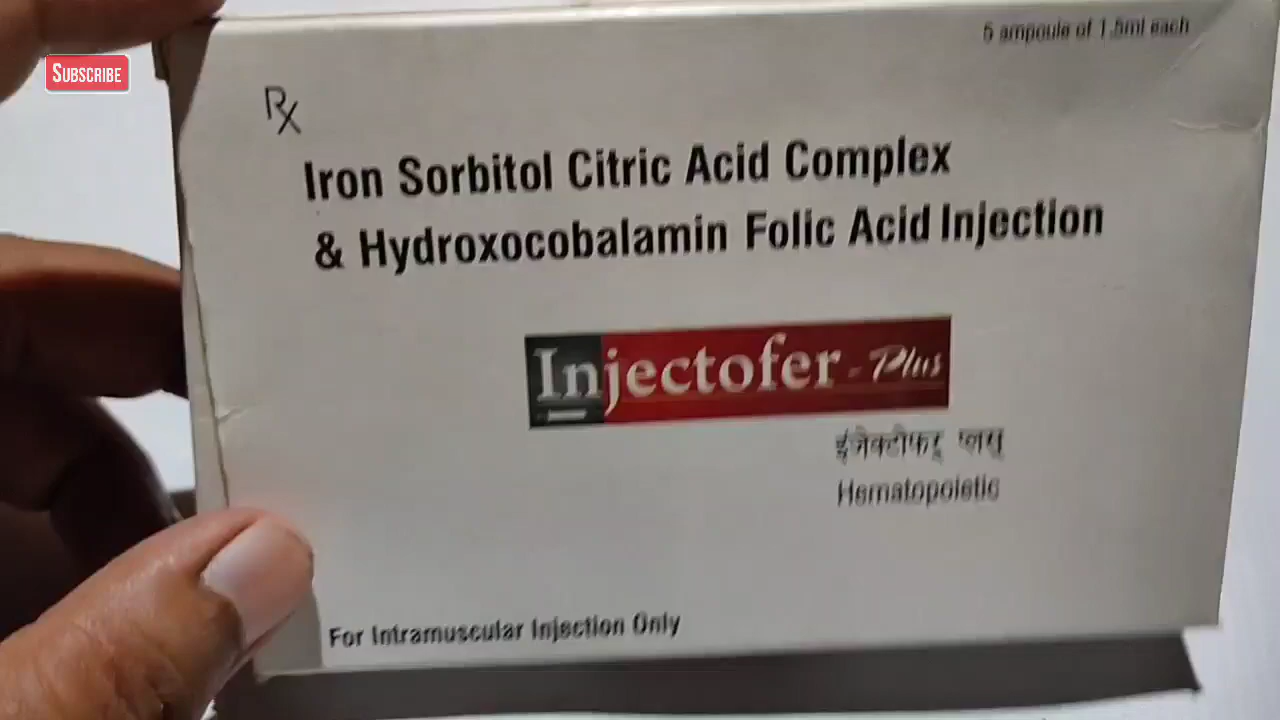 5 ampoule of 1.5ml each
SUBSCRIBE
Rx
Iron Sorbitol Citric Acid Complex
& Hydroxocobalamin Folic Acid Injection
Injectofer - Plus
इंजेक्टोफर् प्लस्
Hematopoietic
For Intramuscular Injection Only